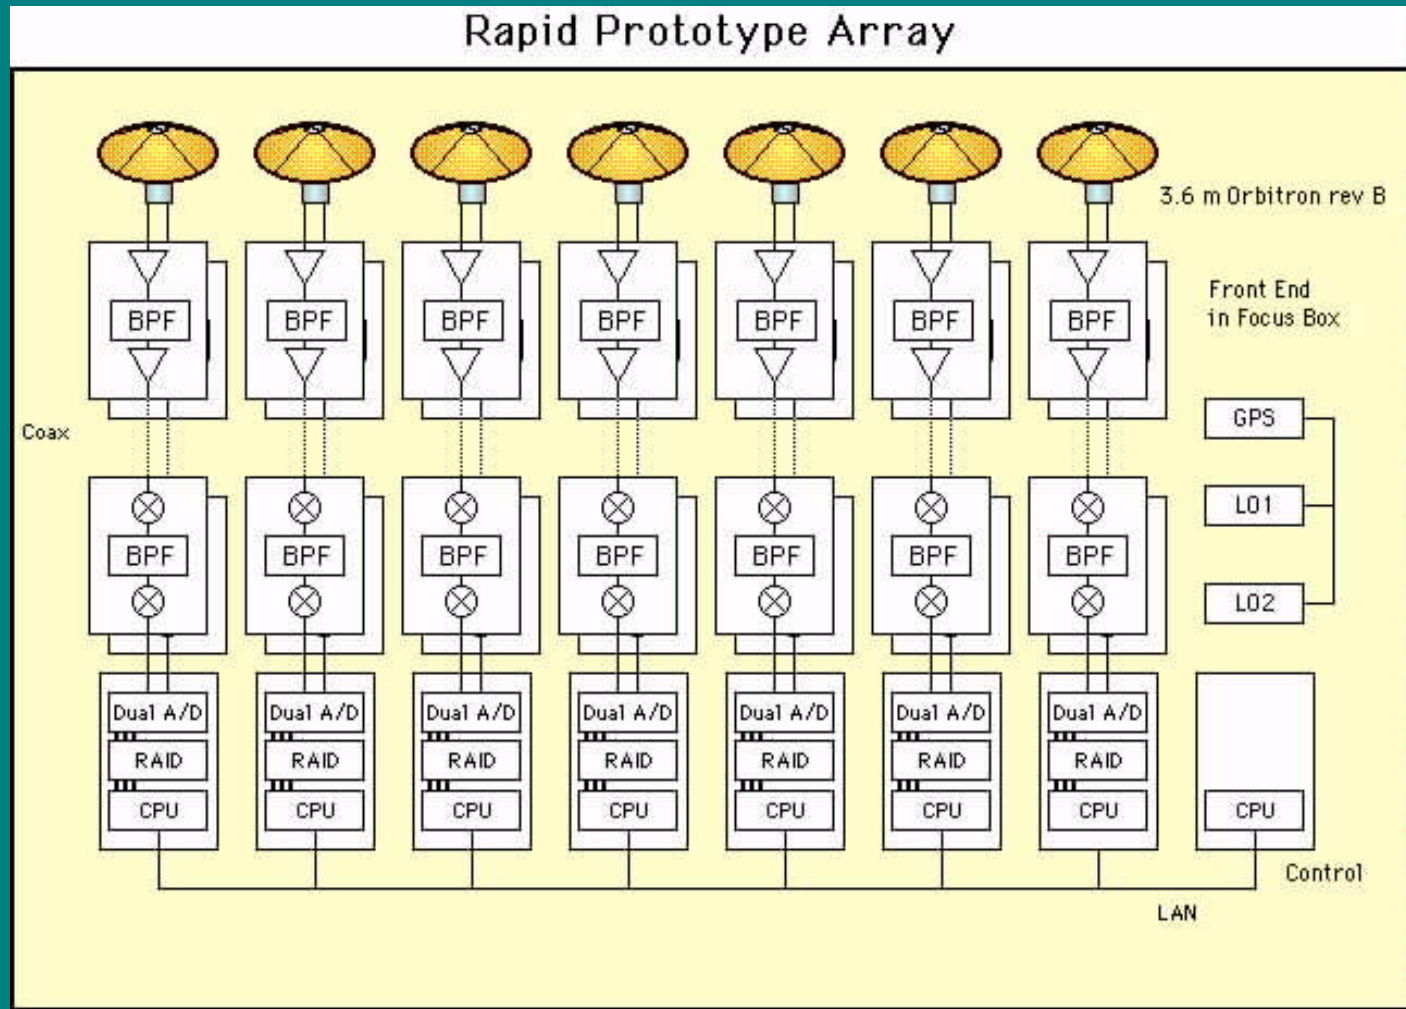 Rapid Prototype Array
3.6 m Orbitron rev B
BPF BPF BPF BPF BPF BPF BPF
Front End
in Focus Box
GPS
Coax
LO1
BPF BPF BPF BPF BPF BPF BPF
LO2
Dual A/D Dual A/D Dual A/D Dual A/D Dual A/D Dual A/D Dual A/D
RAID RAID RAID RAID RAID RAID RAID
CPU CPU CPU CPU CPU CPU CPU CPU
Control
LAN